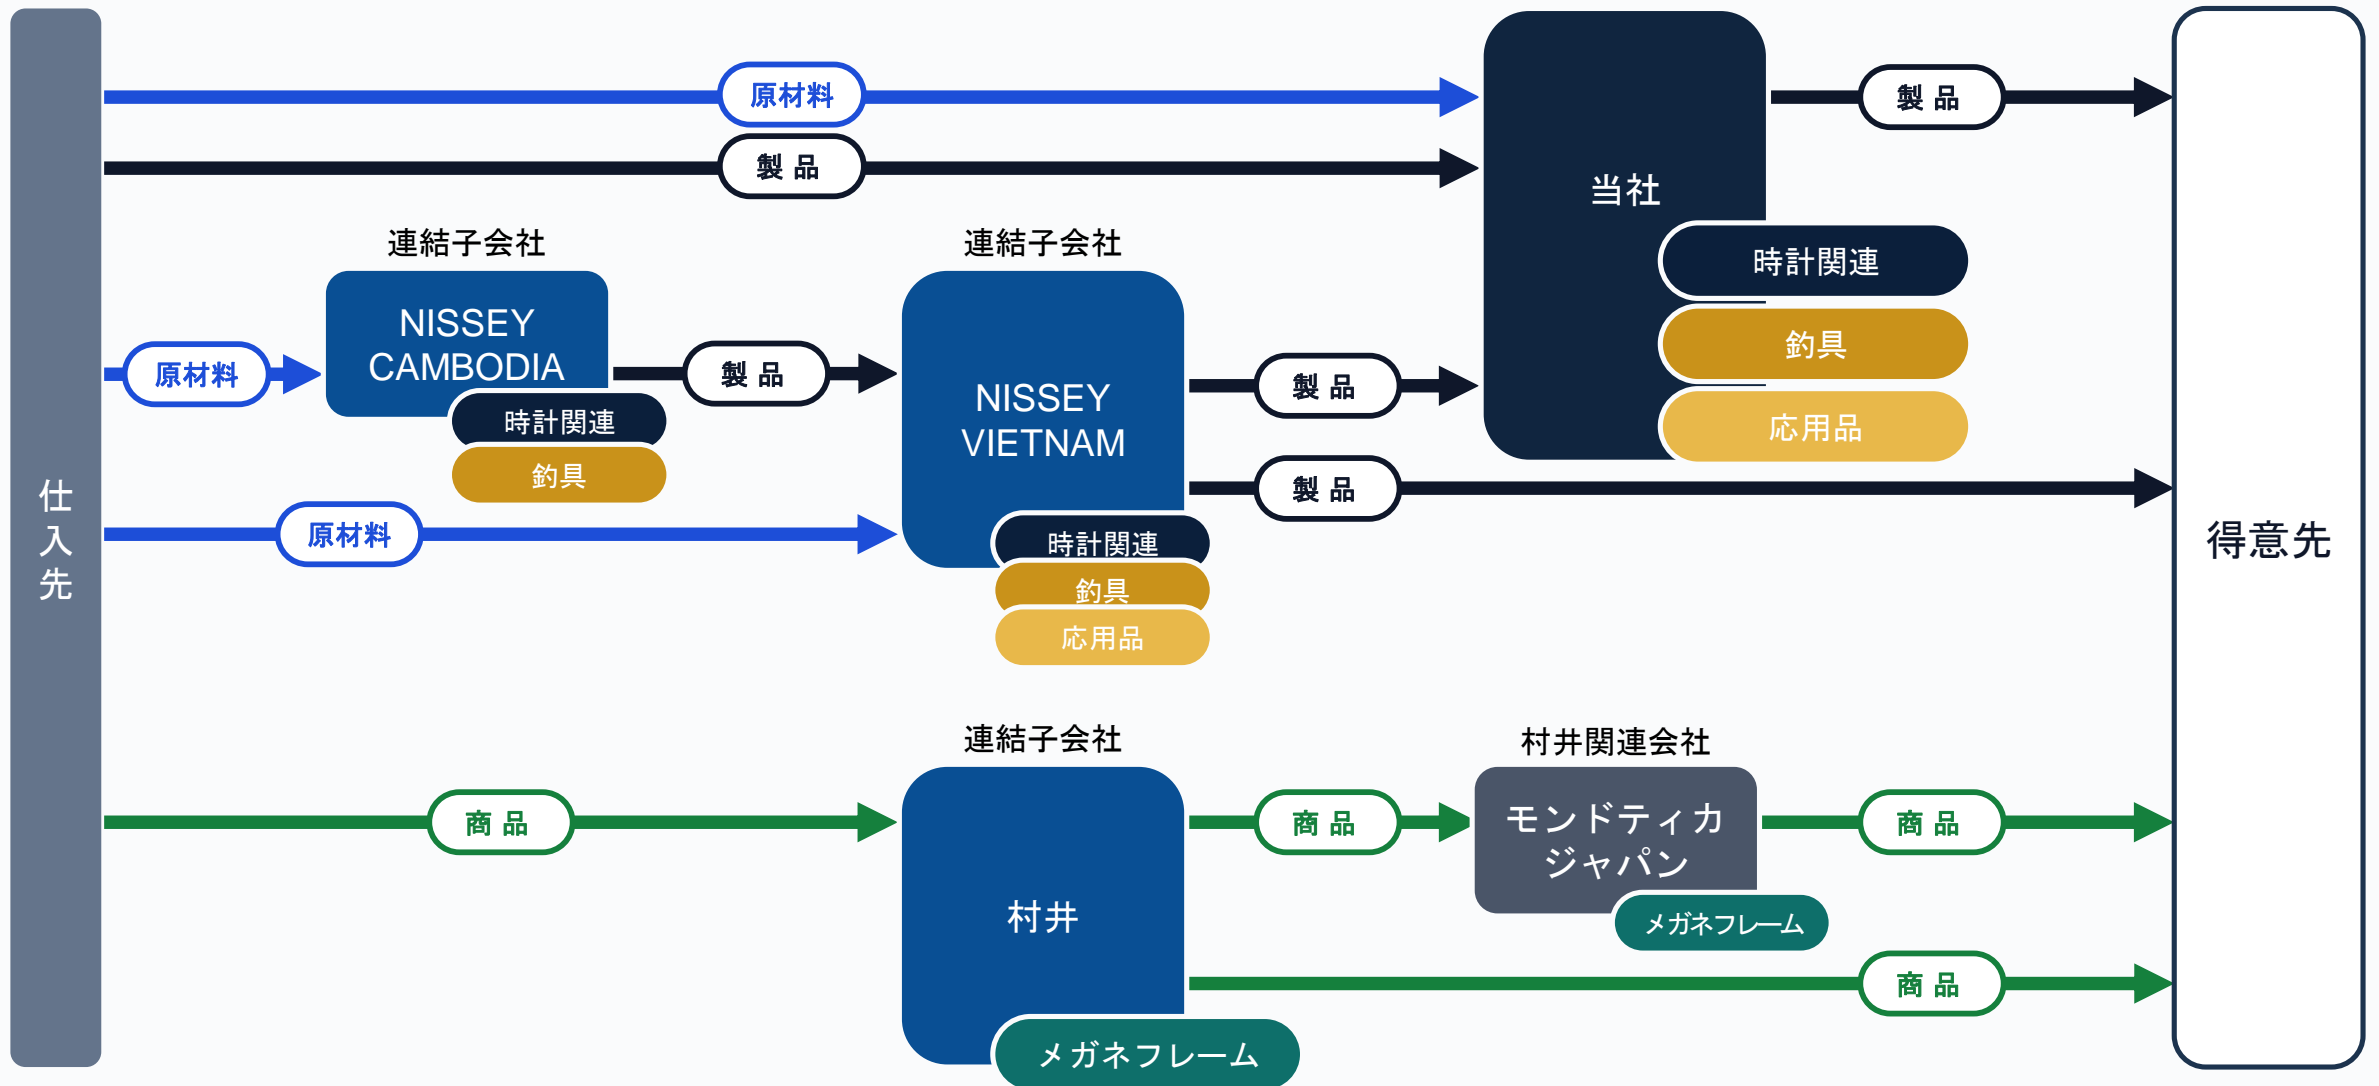 仕入先
原材料
製品
当社
時計関連
釣具
応用品
製品
連結子会社
NISSEY
CAMBODIA
時計関連
釣具
原材料
製品
連結子会社
NISSEY
VIETNAM
時計関連
釣具
応用品
原材料
製品
製品
得意先
商品
連結子会社
村井
メガネフレーム
商品
村井関連会社
モンドティカ
ジャパン
メガネフレーム
商品
商品